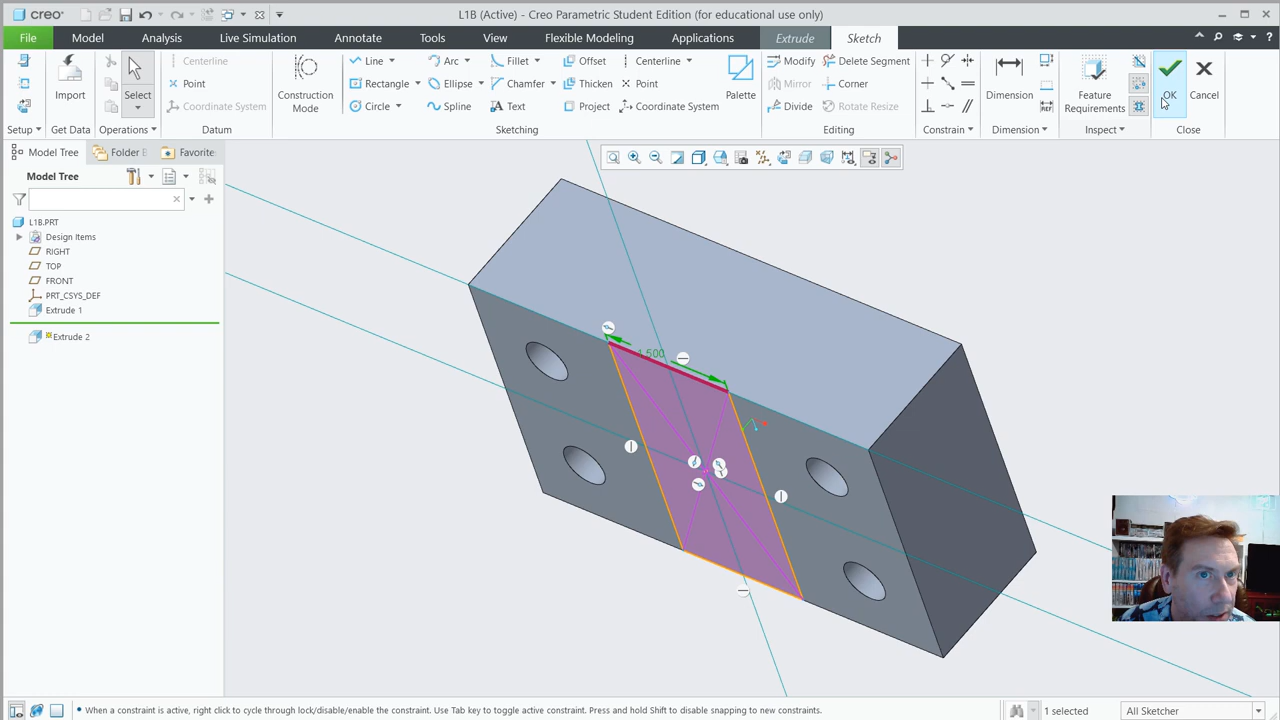 creo
L1B (Active) - Creo Parametric Student Edition (for educational use only)
File Model Analysis Live Simulation Annotate Tools View Flexible Modeling Applications Extrude Sketch
Import
Select
Centerline
Point
Coordinate System
Construction Mode
Line Arc Fillet Offset Centerline
Rectangle Ellipse Chamfer Thicken Point
Circle Spline Text Project Coordinate System
Palette
Modify Delete Segment
Mirror Corner
Divide Rotate Resize
Dimension
Feature Requirements
OK
Cancel
Setup Get Data Operations Datum Sketching Editing Constrain Dimension Inspect Close
Model Tree Folder B Favorite
Model Tree
L1B.PRT
Design Items
RIGHT
TOP
FRONT
PRT_CSYS_DEF
Extrude 1
Extrude 2
1.500
• When a constraint is active, right click to cycle through lock/disable/enable the constraint. Use Tab key to toggle active constraint. Press and hold Shift to disable snapping to new constraints.
1 selected
All Sketcher